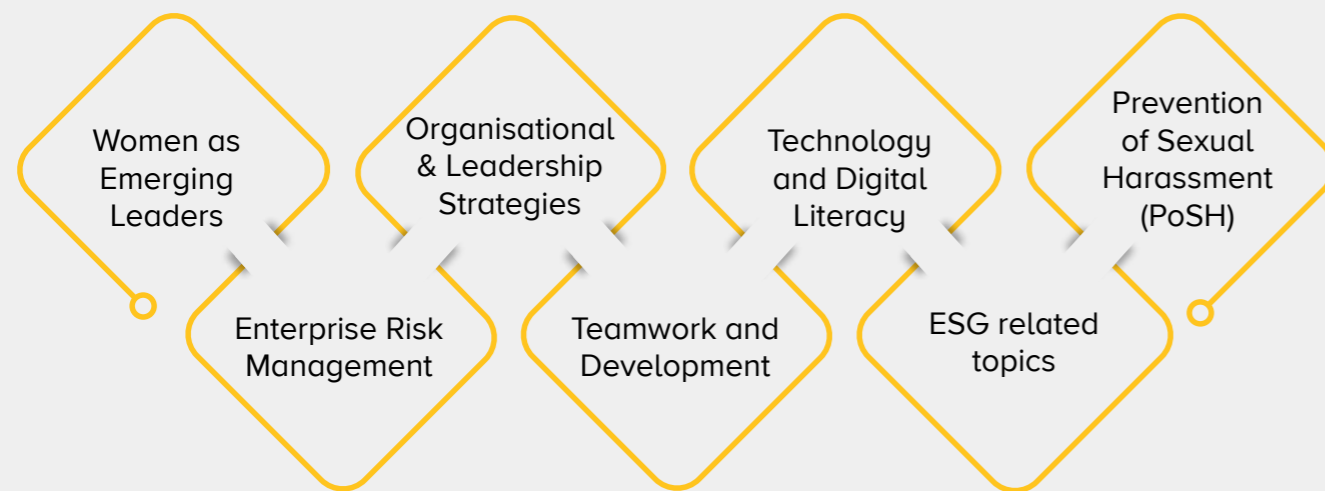 Women as
Emerging
Leaders
Enterprise Risk
Management
Organisational
& Leadership
Strategies
Teamwork and
Development
Technology
and Digital
Literacy
ESG related
topics
Prevention
of Sexual
Harassment
(PoSH)